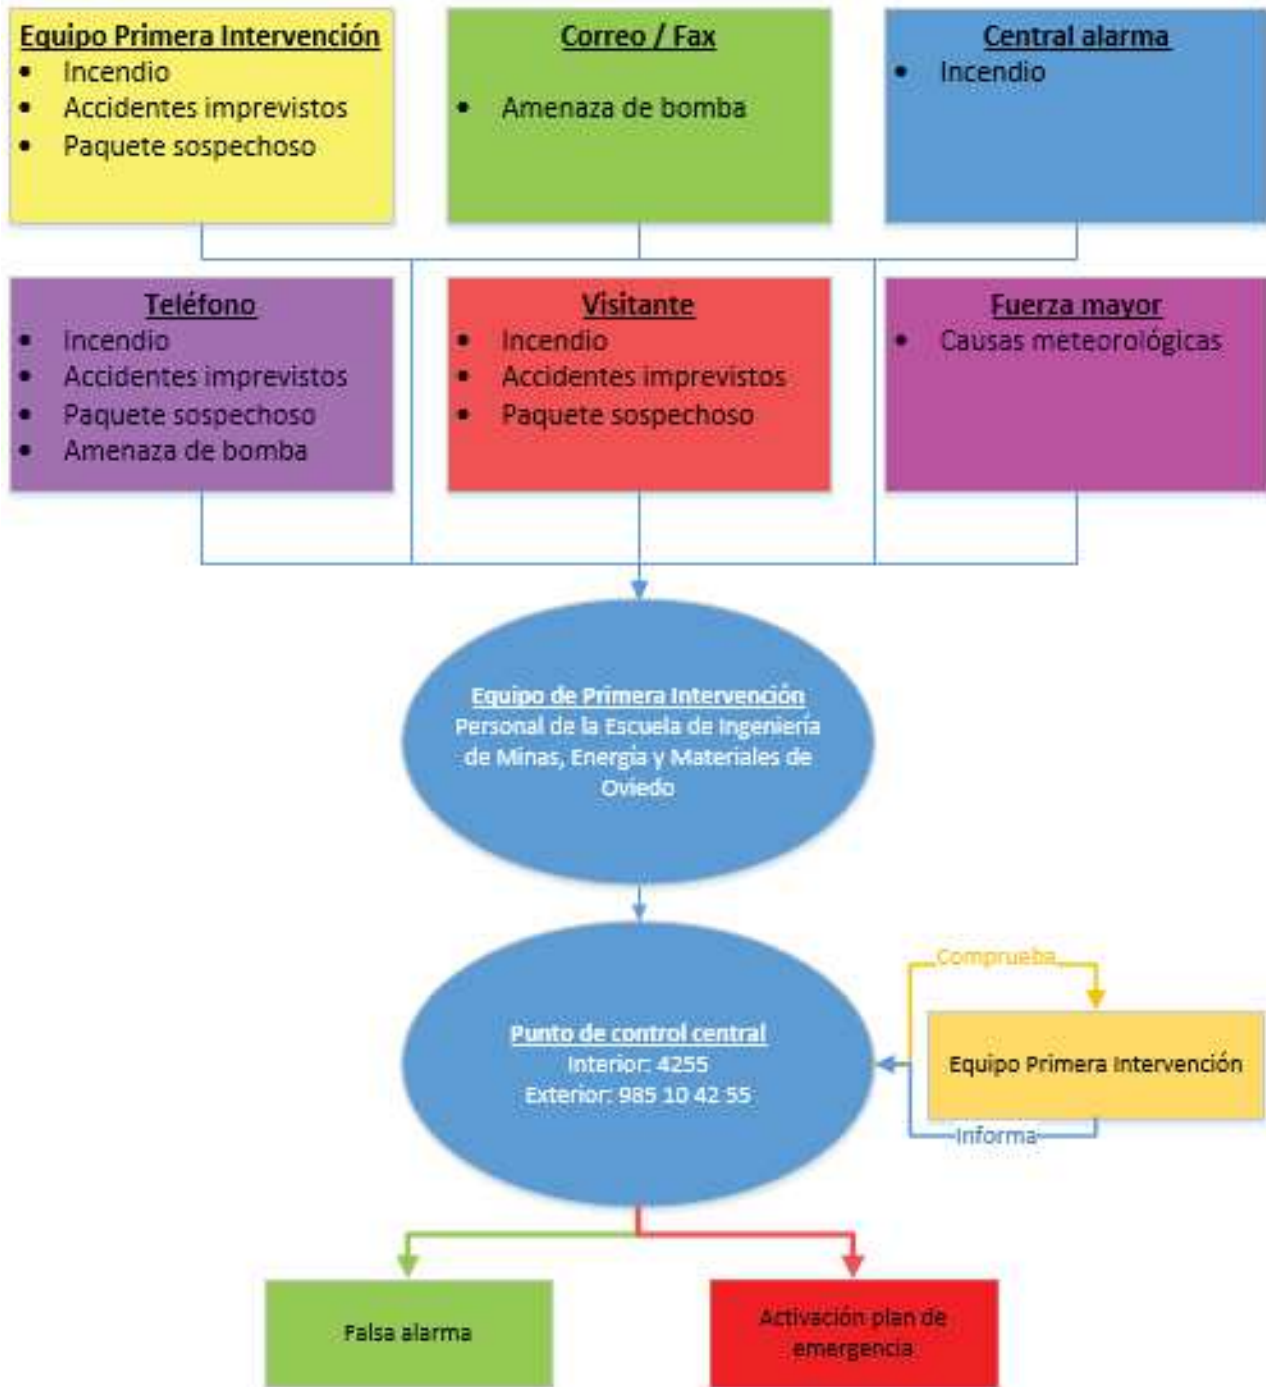 Equipo Primera Intervención
• Incendio
• Accidentes imprevistos
• Paquete sospechoso
Correo / Fax
• Amenaza de bomba
Central alarma
• Incendio
Teléfono
• Incendio
• Accidentes imprevistos
• Paquete sospechoso
• Amenaza de bomba
Visitante
• Incendio
• Accidentes imprevistos
• Paquete sospechoso
Fuerza mayor
• Causas meteorológicas
Equipo de Primera Intervención
Personal de la Escuela de Ingeniería
de Minas, Energía y Materiales de
Oviedo
Punto de control central
Interior: 4255
Exterior: 985 10 42 55
Comprueba
Equipo Primera Intervención
Informa
Falsa alarma
Activación plan de
emergencia